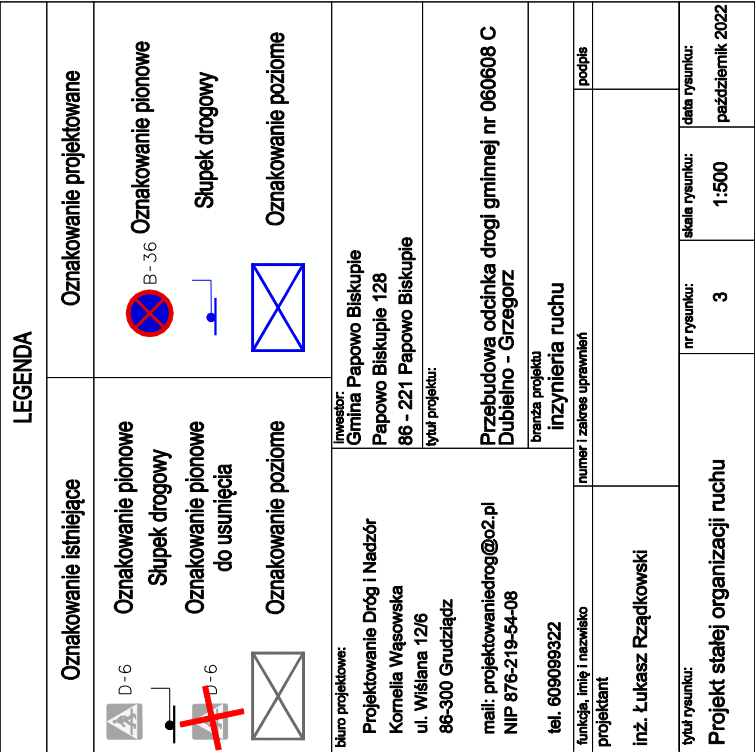 LEGENDA
Oznakowanie istniejące
Oznakowanie projektowane
D-6
Oznakowanie pionowe
Słupek drogowy
D-6
Oznakowanie pionowe
do usunięcia
Oznakowanie poziome
B-36
Oznakowanie pionowe
Słupek drogowy
Oznakowanie poziome
biuro projektowe:
Projektowanie Dróg i Nadzór
Kornelia Wąsowska
ul. Wiślana 12/6
86-300 Grudziądz
mail: projektowaniedrog@o2.pl
NIP 876-219-54-08
tel. 609099322
inwestor:
Gmina Papowo Biskupie
Papowo Biskupie 128
86 - 221 Papowo Biskupie
tytuł projektu:
Przebudowa odcinka drogi gminnej nr 060608 C
Dubielno - Grzegorz
branża projektu
inzynieria ruchu
funkcja, imię i nazwisko
numer i zakres uprawnień
podpis
projektant
inż. Łukasz Rządkowski
tytuł rysunku:
Projekt stałej organizacji ruchu
nr rysunku:
3
skala rysunku:
1:500
data rysunku:
październik 2022